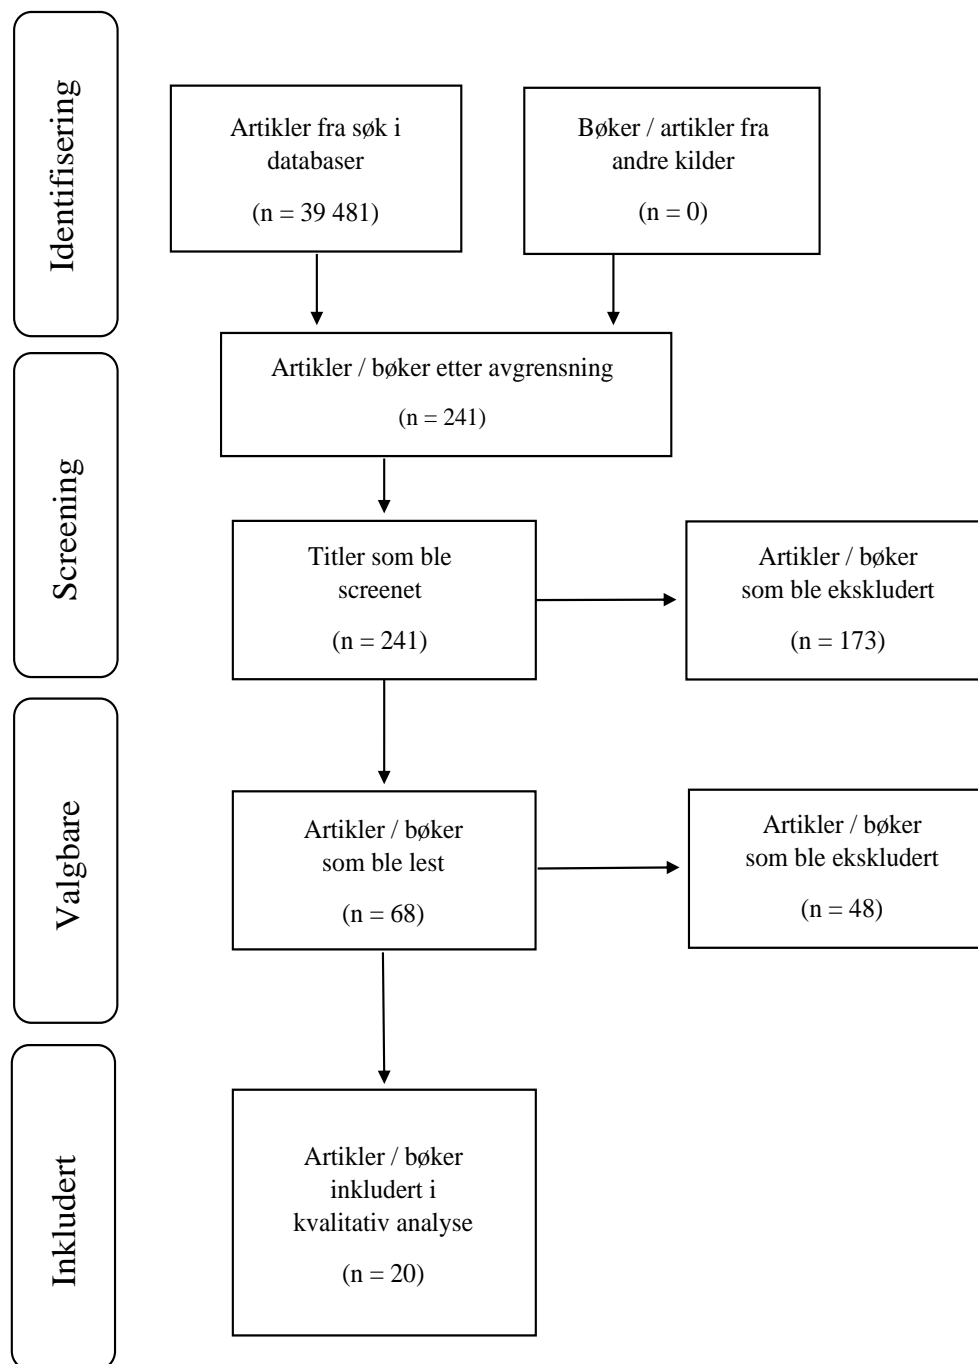 Identifisering
Artikler fra søk i
databaser
(n = 39 481)
Bøker / artikler fra
andre kilder
(n = 0)
Screening
Artikler / bøker etter avgrensning
(n = 241)
Titler som ble
screenet
(n = 241)
Artikler / bøker
som ble ekskludert
(n = 173)
Valgbare
Artikler / bøker
som ble lest
(n = 68)
Artikler / bøker
som ble ekskludert
(n = 48)
Inkludert
Artikler / bøker
inkludert i
kvalitativ analyse
(n = 20)